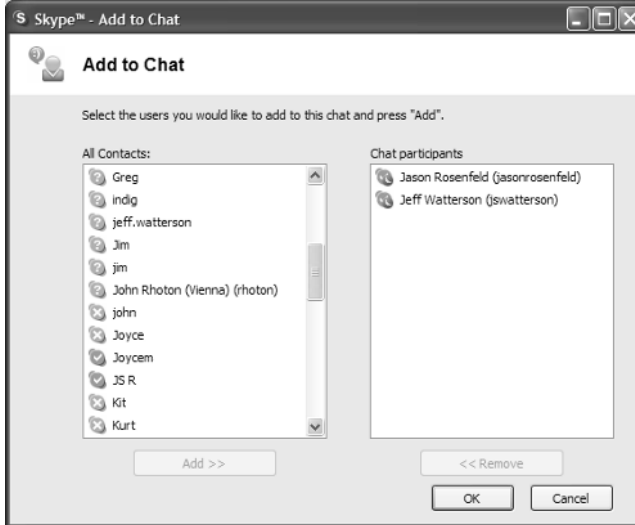 Skype™ - Add to Chat
Add to Chat
Select the users you would like to add to this chat and press "Add".
All Contacts:
Greg
indig
jeff.watterson
Jim
jim
John Rhoton (Vienna) (rhoton)
john
Joyce
Joycem
JS R
Kit
Kurt
Add >>
Chat participants
Jason Rosenfeld (jasonrosenfeld)
Jeff Watterson (jswatterson)
<< Remove
OK
Cancel